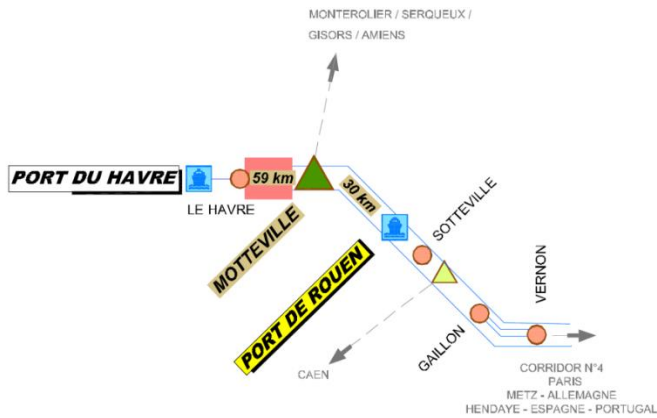 MONTEROLIER / SERQUEUX /
GISORS / AMIENS
PORT DU HAVRE
59 km
30 km
LE HAVRE
MOTTEVILLE
SOTTEVILLE
PORT DE ROUEN
VERNON
GAILLON
CAEN
CORRIDOR N°4
PARIS
METZ - ALLEMAGNE
HENDAYE - ESPAGNE - PORTUGAL